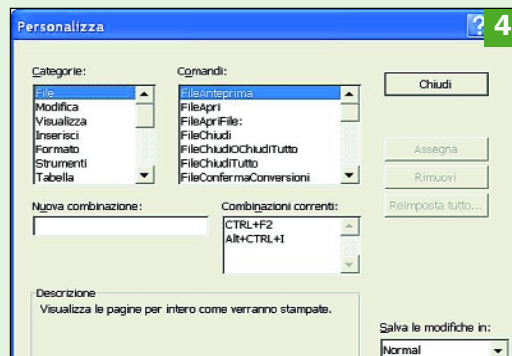 Personalizza
? 4
Categorie:
File
Modifica
Visualizza
Inserisci
Formato
Strumenti
Tabella
Comandi:
FileAnteprima
FileApri
FileApriFile:
FileChiudi
FileChiudiOChiudiTutto
FileChiudiTutto
FileConfermaConversioni
Chiudi
Assegna
Rimuovi
Reimposta tutto...
Nuova combinazione:
Combinazioni correnti:
CTRL+F2
Alt+CTRL+I
Descrizione
Visualizza le pagine per intero come verranno stampate.
Salva le modifiche in:
Normal